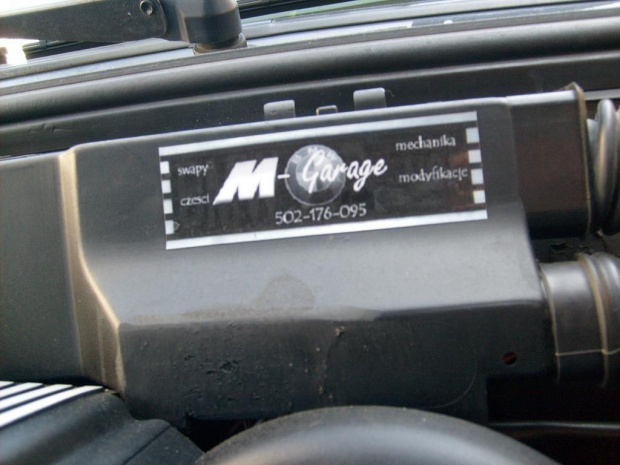 swapy M-Garage mechanika
czesci modyfikacje
502-176-095